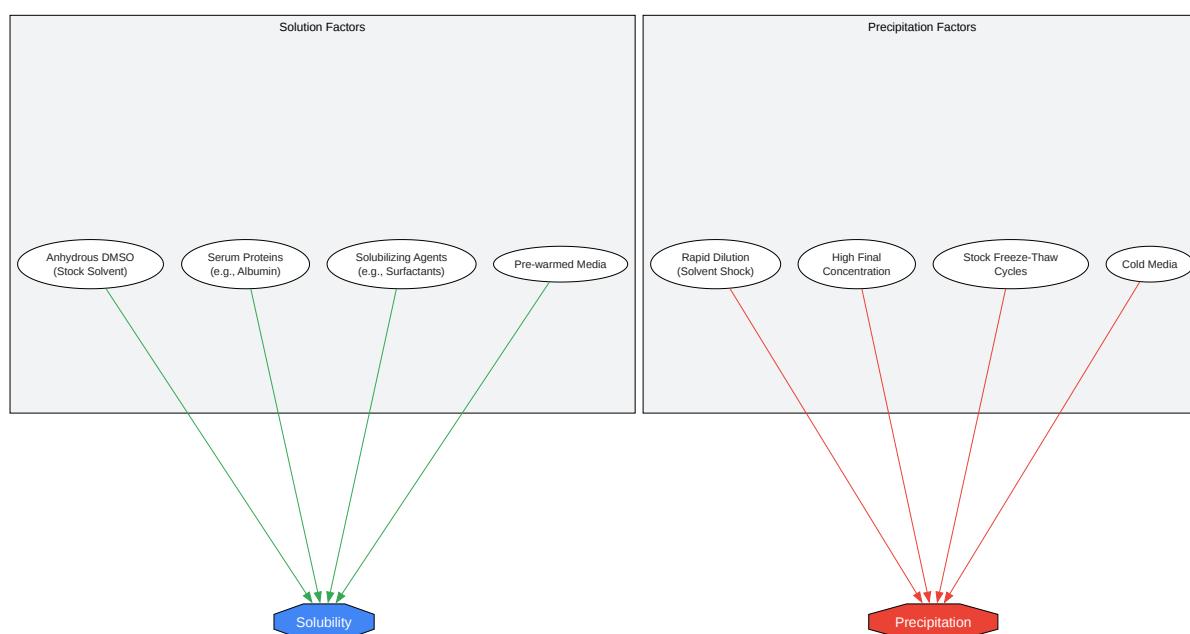 Solution Factors
Precipitation Factors
Anhydrous DMSO
(Stock Solvent)
Serum Proteins
(e.g., Albumin)
Solubilizing Agents
(e.g., Surfactants)
Pre-warmed Media
Rapid Dilution
(Solvent Shock)
High Final
Concentration
Stock Freeze-Thaw
Cycles
Cold Media
Solubility
Precipitation